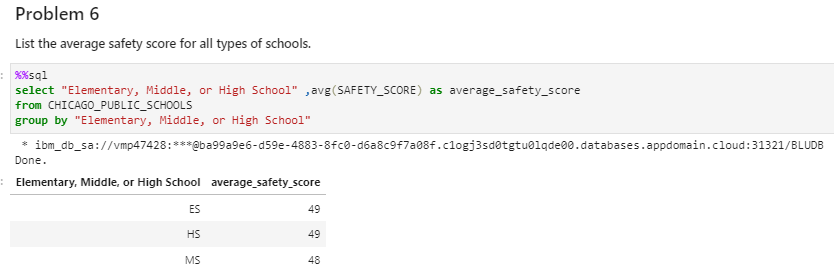 Problem 6
List the average safety score for all types of schools.
: %%sql
select "Elementary, Middle, or High School" ,avg(SAFETY_SCORE) as average_safety_score
from CHICAGO_PUBLIC_SCHOOLS
group by "Elementary, Middle, or High School"
* ibm_db_sa://vmp47428:***@ba99a9e6-d59e-4883-8fc0-d6a8c9f7a08f.c1ogj3sd0tgtu0lqde00.databases.appdomain.cloud:31321/BLUDB
Done.
: Elementary, Middle, or High School average_safety_score
ES 49
HS 49
MS 48